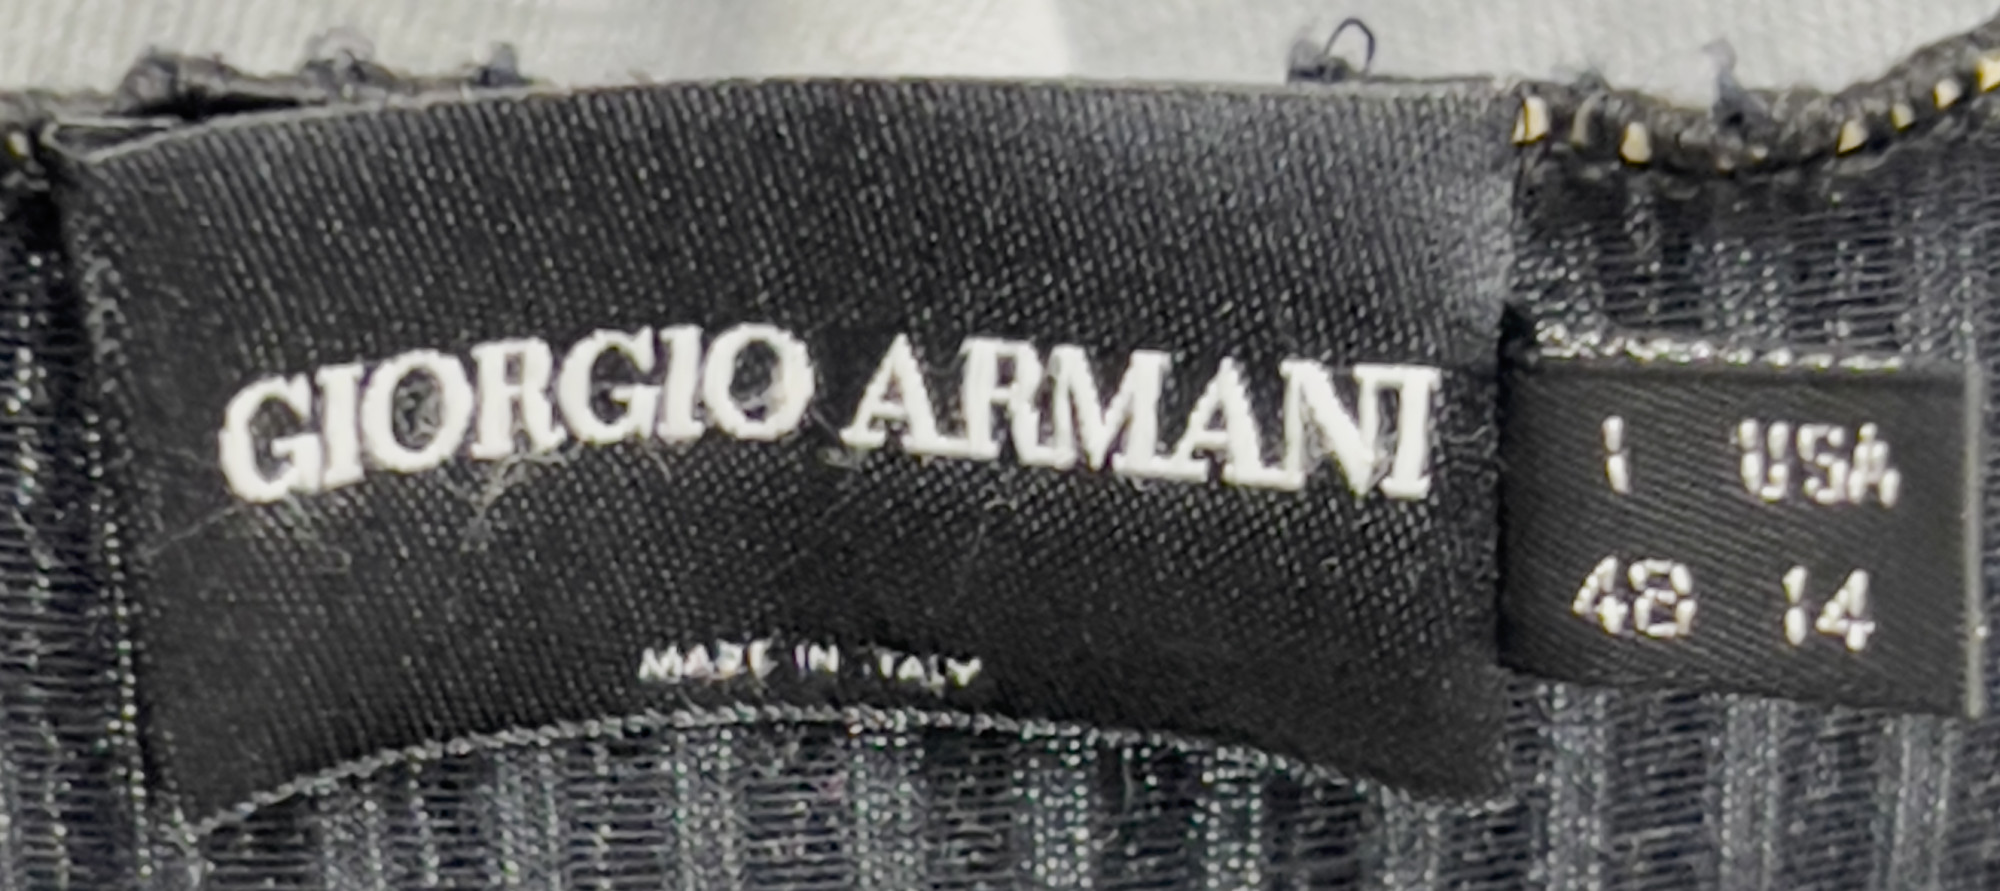 GIORGIO ARMANI
MADE IN ITALY
I USA
48 14